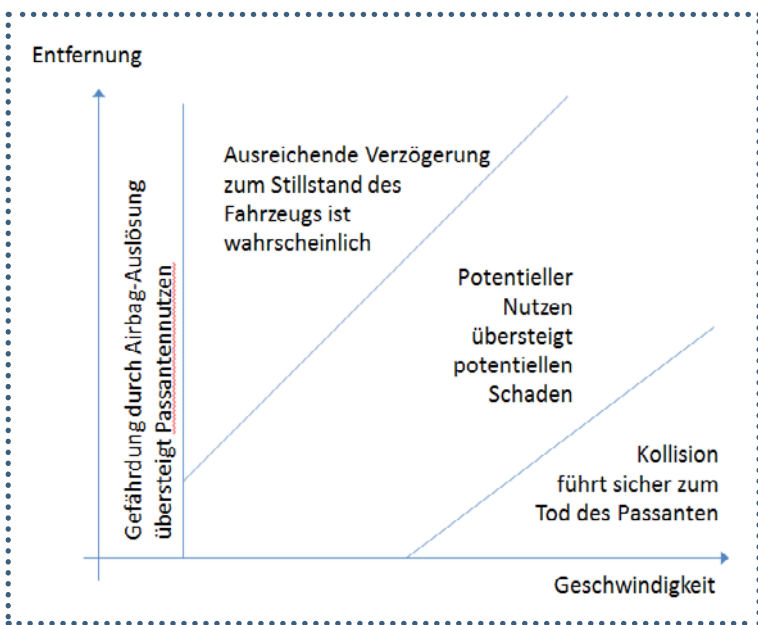 Entfernung
Gefährdung durch Airbag-Auslösung
übersteigt Passantennutzen
Ausreichende Verzögerung
zum Stillstand des
Fahrzeugs ist
wahrscheinlich
Potentieller
Nutzen
übersteigt
potentiellen
Schaden
Kollision
führt sicher zum
Tod des Passanten
Geschwindigkeit